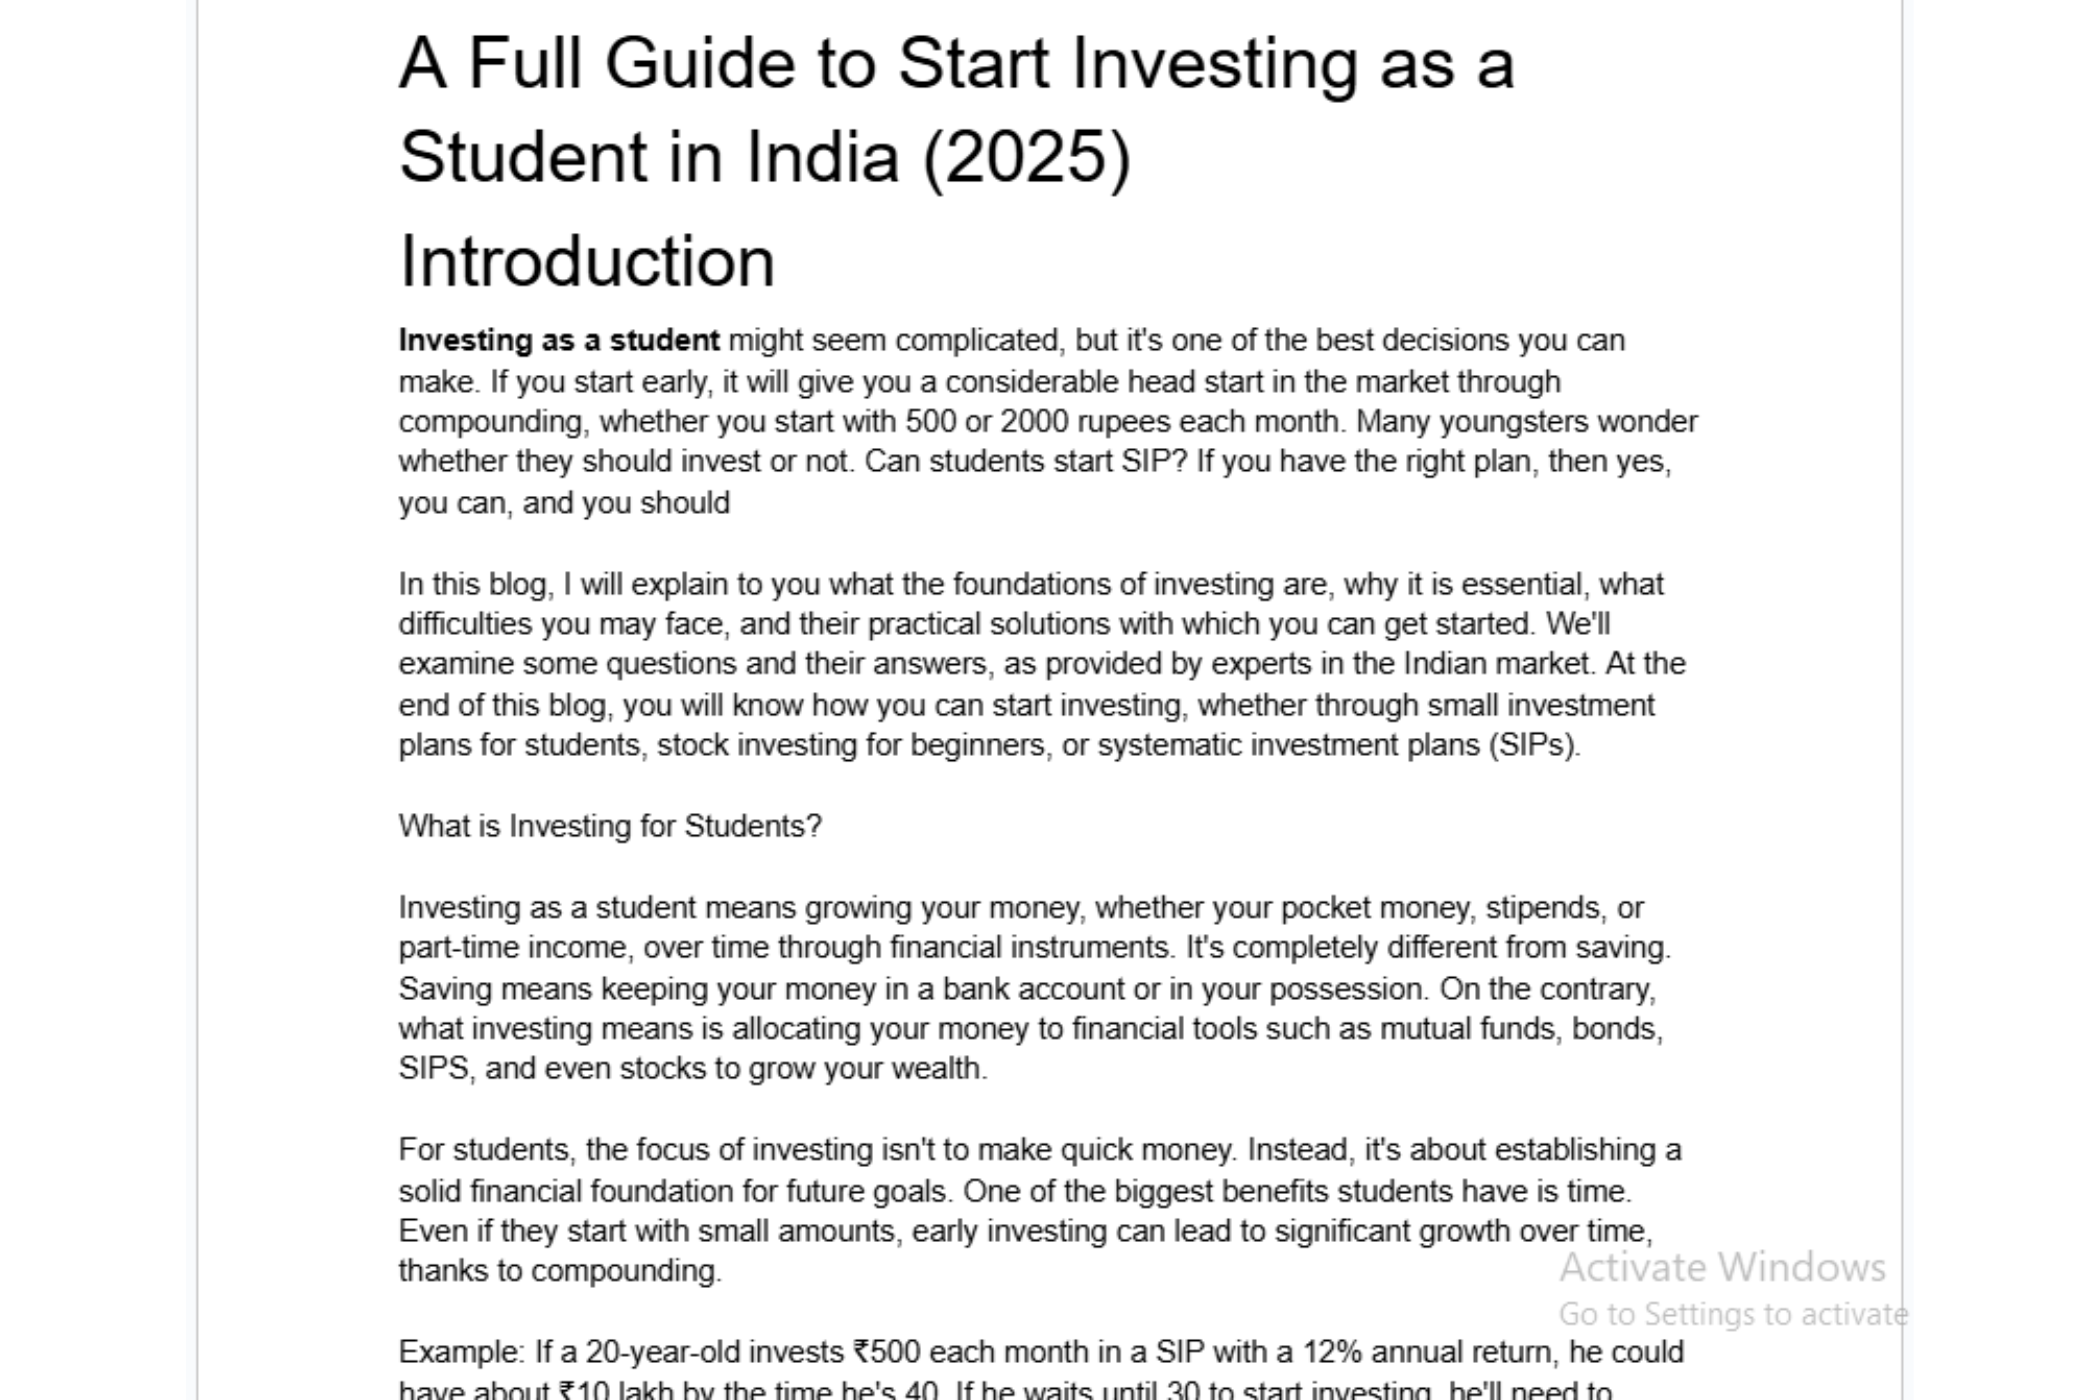 A Full Guide to Start Investing as a
Student in India (2025)
Introduction
Investing as a student might seem complicated, but it's one of the best decisions you can
make. If you start early, it will give you a considerable head start in the market through
compounding, whether you start with 500 or 2000 rupees each month. Many youngsters wonder
whether they should invest or not. Can students start SIP? If you have the right plan, then yes,
you can, and you should
In this blog, I will explain to you what the foundations of investing are, why it is essential, what
difficulties you may face, and their practical solutions with which you can get started. We'll
examine some questions and their answers, as provided by experts in the Indian market. At the
end of this blog, you will know how you can start investing, whether through small investment
plans for students, stock investing for beginners, or systematic investment plans (SIPs).
What is Investing for Students?
Investing as a student means growing your money, whether your pocket money, stipends, or
part-time income, over time through financial instruments. It's completely different from saving.
Saving means keeping your money in a bank account or in your possession. On the contrary,
what investing means is allocating your money to financial tools such as mutual funds, bonds,
SIPS, and even stocks to grow your wealth.
For students, the focus of investing isn't to make quick money. Instead, it's about establishing a
solid financial foundation for future goals. One of the biggest benefits students have is time.
Even if they start with small amounts, early investing can lead to significant growth over time,
thanks to compounding.
Activate Windows
Go to Settings to activate
Example: If a 20-year-old invests ₹500 each month in a SIP with a 12% annual return, he could
have about ₹10 lakh by the time he's 40. If he waits until 30 to start investing, he'll need to